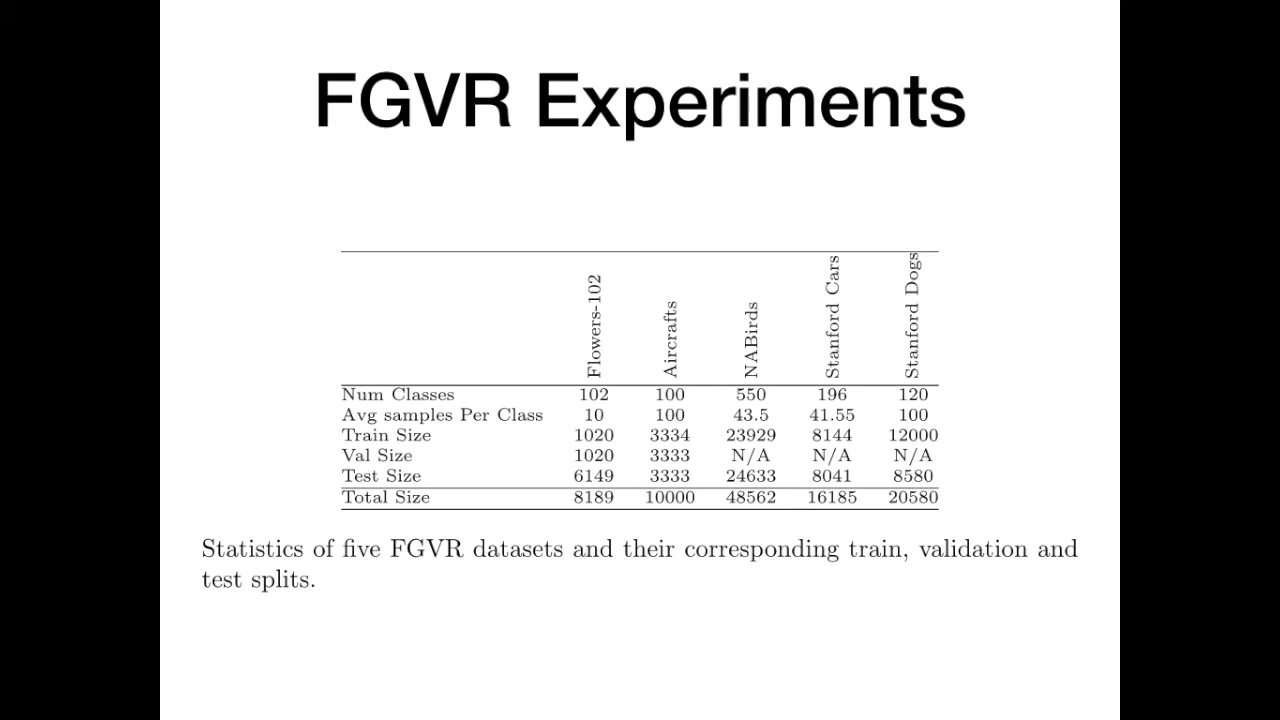 FGVR Experiments
Flowers-102 Aircrafts NABirds Stanford Cars Stanford Dogs
Num Classes 102 100 550 196 120
Avg samples Per Class 10 100 43.5 41.55 100
Train Size 1020 3334 23929 8144 12000
Val Size 1020 3333 N/A N/A N/A
Test Size 6149 3333 24633 8041 8580
Total Size 8189 10000 48562 16185 20580
Statistics of five FGVR datasets and their corresponding train, validation and
test splits.